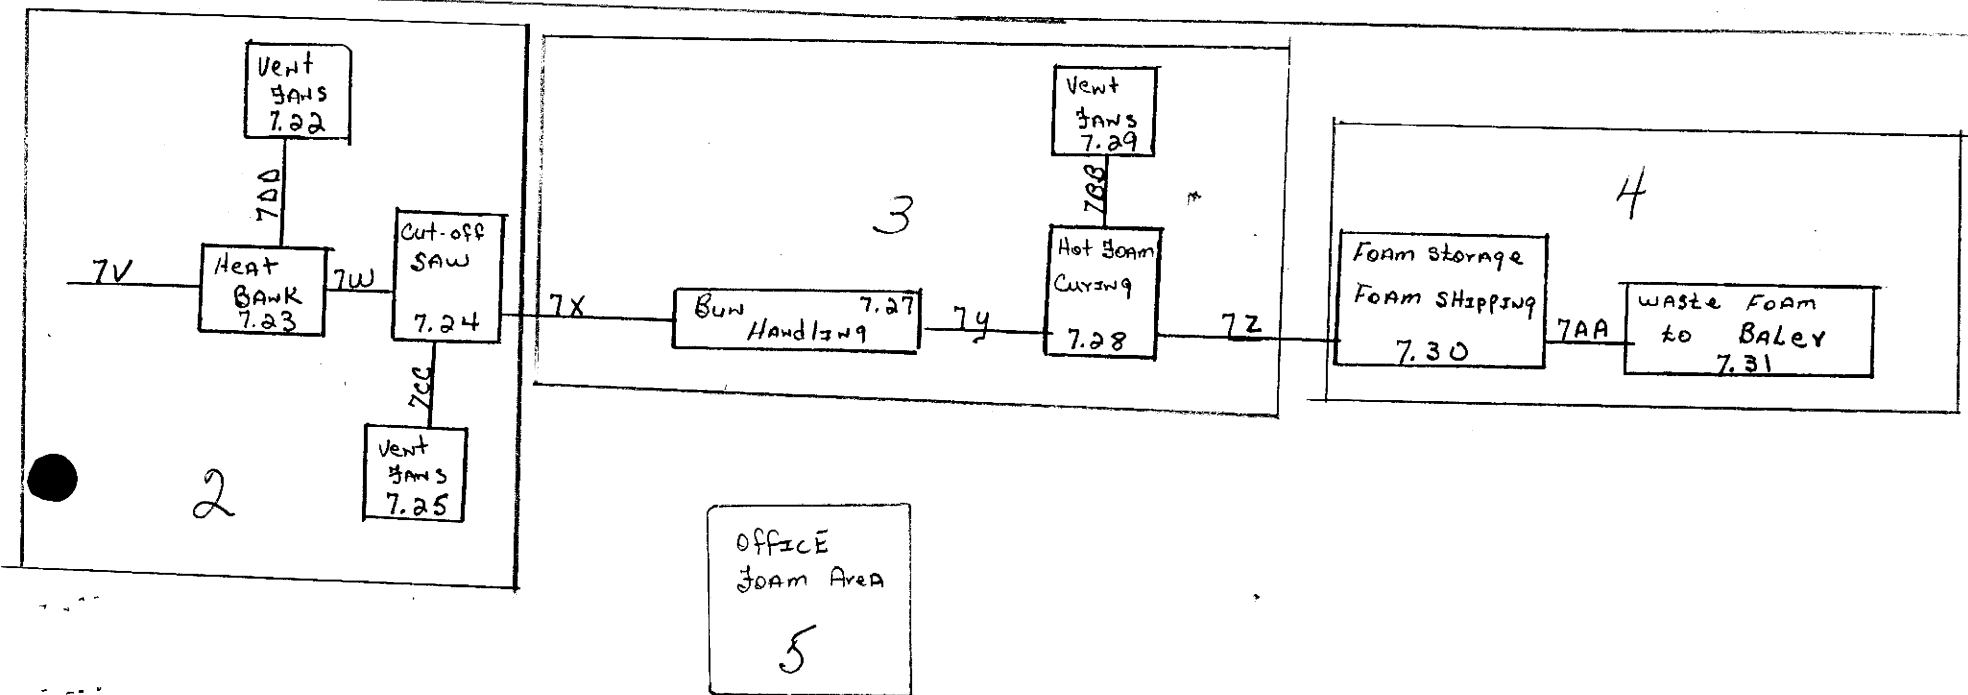 Vent
Fans
7.22
7DD
7V
Heat
Bank
7.23
7W
Cut-off
Saw
7.24
7CC
Vent
Fans
7.25
2
7X
Bun 7.27
Handling
7Y
3
Vent
Fans
7.29
7BB
Hot Foam
Curing
7.28
7Z
4
Foam Storage
Foam Shipping
7.30
7AA
Waste Foam
to Baler
7.31
Office
Foam Area
5